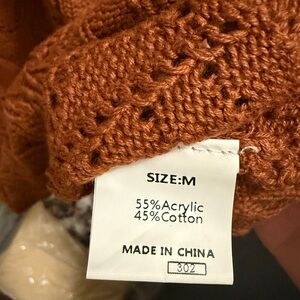 SIZE:M
55%Acrylic
45%Cotton
MADE IN CHINA
302